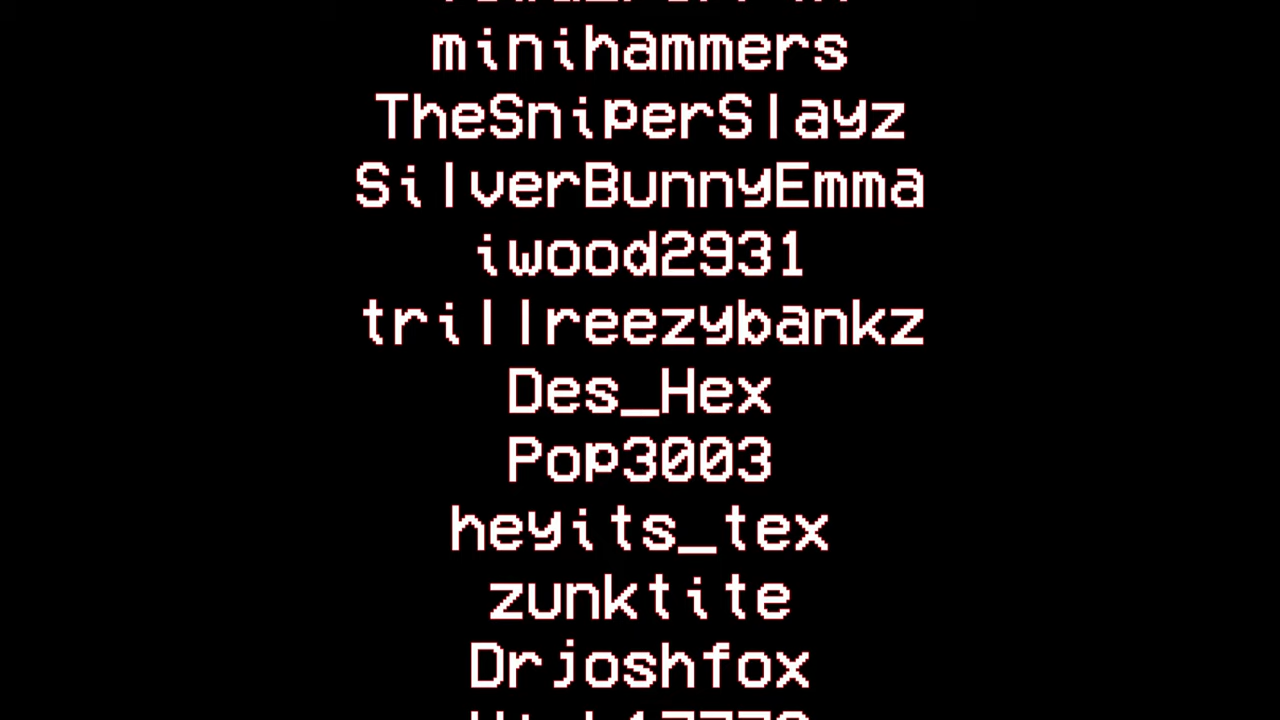 minihammers
TheSniperSlayz
SilverBunnyEmma
iwood2931
trillreezybankz
Des_Hex
Pop3003
heyits_tex
zunktite
Drjoshfox